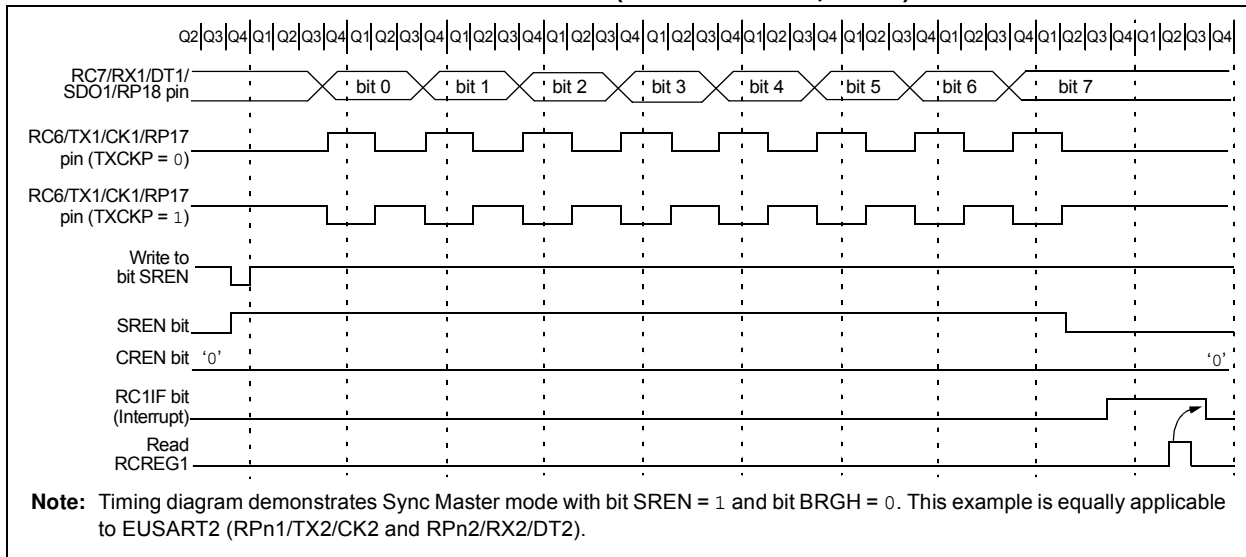 Q2 Q3 Q4 Q1 Q2 Q3 Q4 Q1 Q2 Q3 Q4 Q1 Q2 Q3 Q4 Q1 Q2 Q3 Q4 Q1 Q2 Q3 Q4 Q1 Q2 Q3 Q4 Q1 Q2 Q3 Q4 Q1 Q2 Q3 Q4 Q1 Q2 Q3 Q4 Q1 Q2 Q3 Q4
RC7/RX1/DT1/
SDO1/RP18 pin
bit 0 bit 1 bit 2 bit 3 bit 4 bit 5 bit 6 bit 7
RC6/TX1/CK1/RP17
pin (TXCKP = 0)
RC6/TX1/CK1/RP17
pin (TXCKP = 1)
Write to
bit SREN
SREN bit
CREN bit '0' '0'
RC1IF bit
(Interrupt)
Read
RCREG1
Note: Timing diagram demonstrates Sync Master mode with bit SREN = 1 and bit BRGH = 0. This example is equally applicable
to EUSART2 (RPn1/TX2/CK2 and RPn2/RX2/DT2).